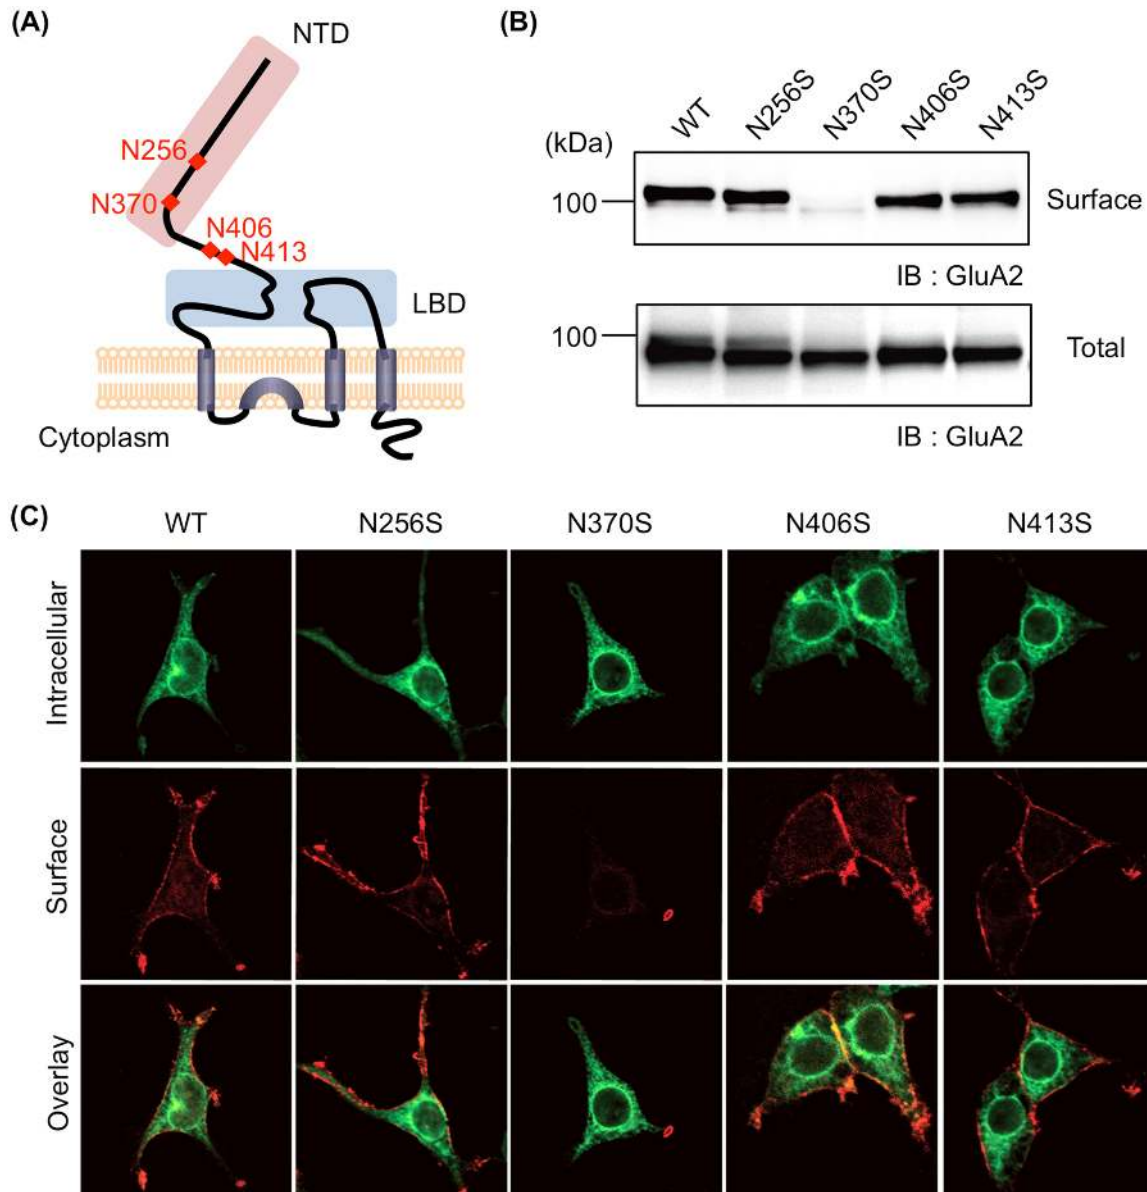 (A)
NTD
N256
N370
N406
N413
LBD
Cytoplasm
(B)
WT N256S N370S N406S N413S
(kDa)
100
Surface
IB : GluA2
100
Total
IB : GluA2
(C)
WT N256S N370S N406S N413S
Intracellular
Surface
Overlay